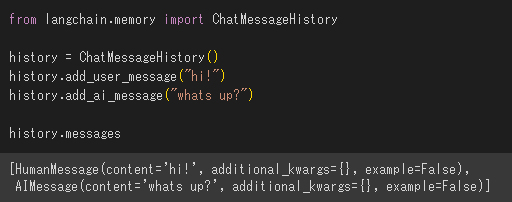 from langchain.memory import ChatMessageHistory
history = ChatMessageHistory()
history.add_user_message("hi!")
history.add_ai_message("whats up?")
history.messages
[HumanMessage(content='hi!', additional_kwargs={}, example=False),
 AIMessage(content='whats up?', additional_kwargs={}, example=False)]